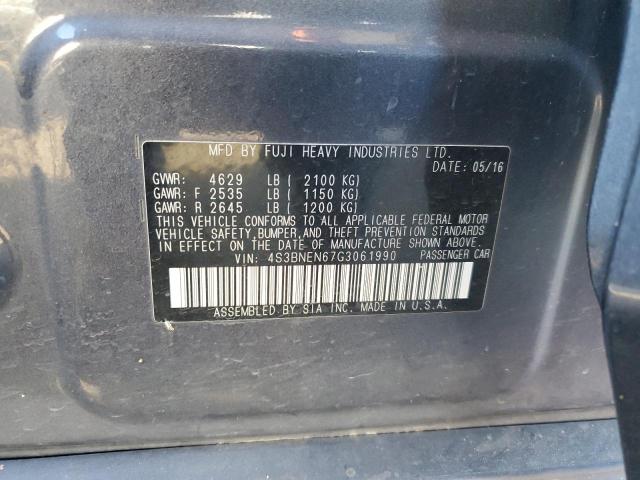 MFD BY FUJI HEAVY INDUSTRIES LTD.
DATE: 05/16
GVWR: 4629 LB ( 2100 KG)
GAWR: F 2535 LB ( 1150 KG)
GAWR: R 2645 LB ( 1200 KG)
THIS VEHICLE CONFORMS TO ALL APPLICABLE FEDERAL MOTOR
VEHICLE SAFETY, BUMPER, AND THEFT PREVENTION STANDARDS
IN EFFECT ON THE DATE OF MANUFACTURE SHOWN ABOVE.
VIN: 4S3BNEN67G3061990 PASSENGER CAR
ASSEMBLED BY SIA INC. MADE IN U.S.A.